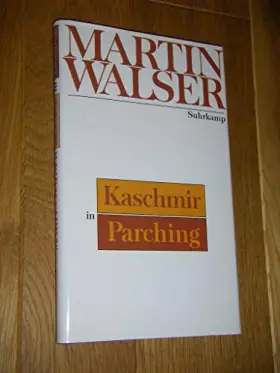 MARTIN
WALSER
Suhrkamp
Kaschmir
in
Parching